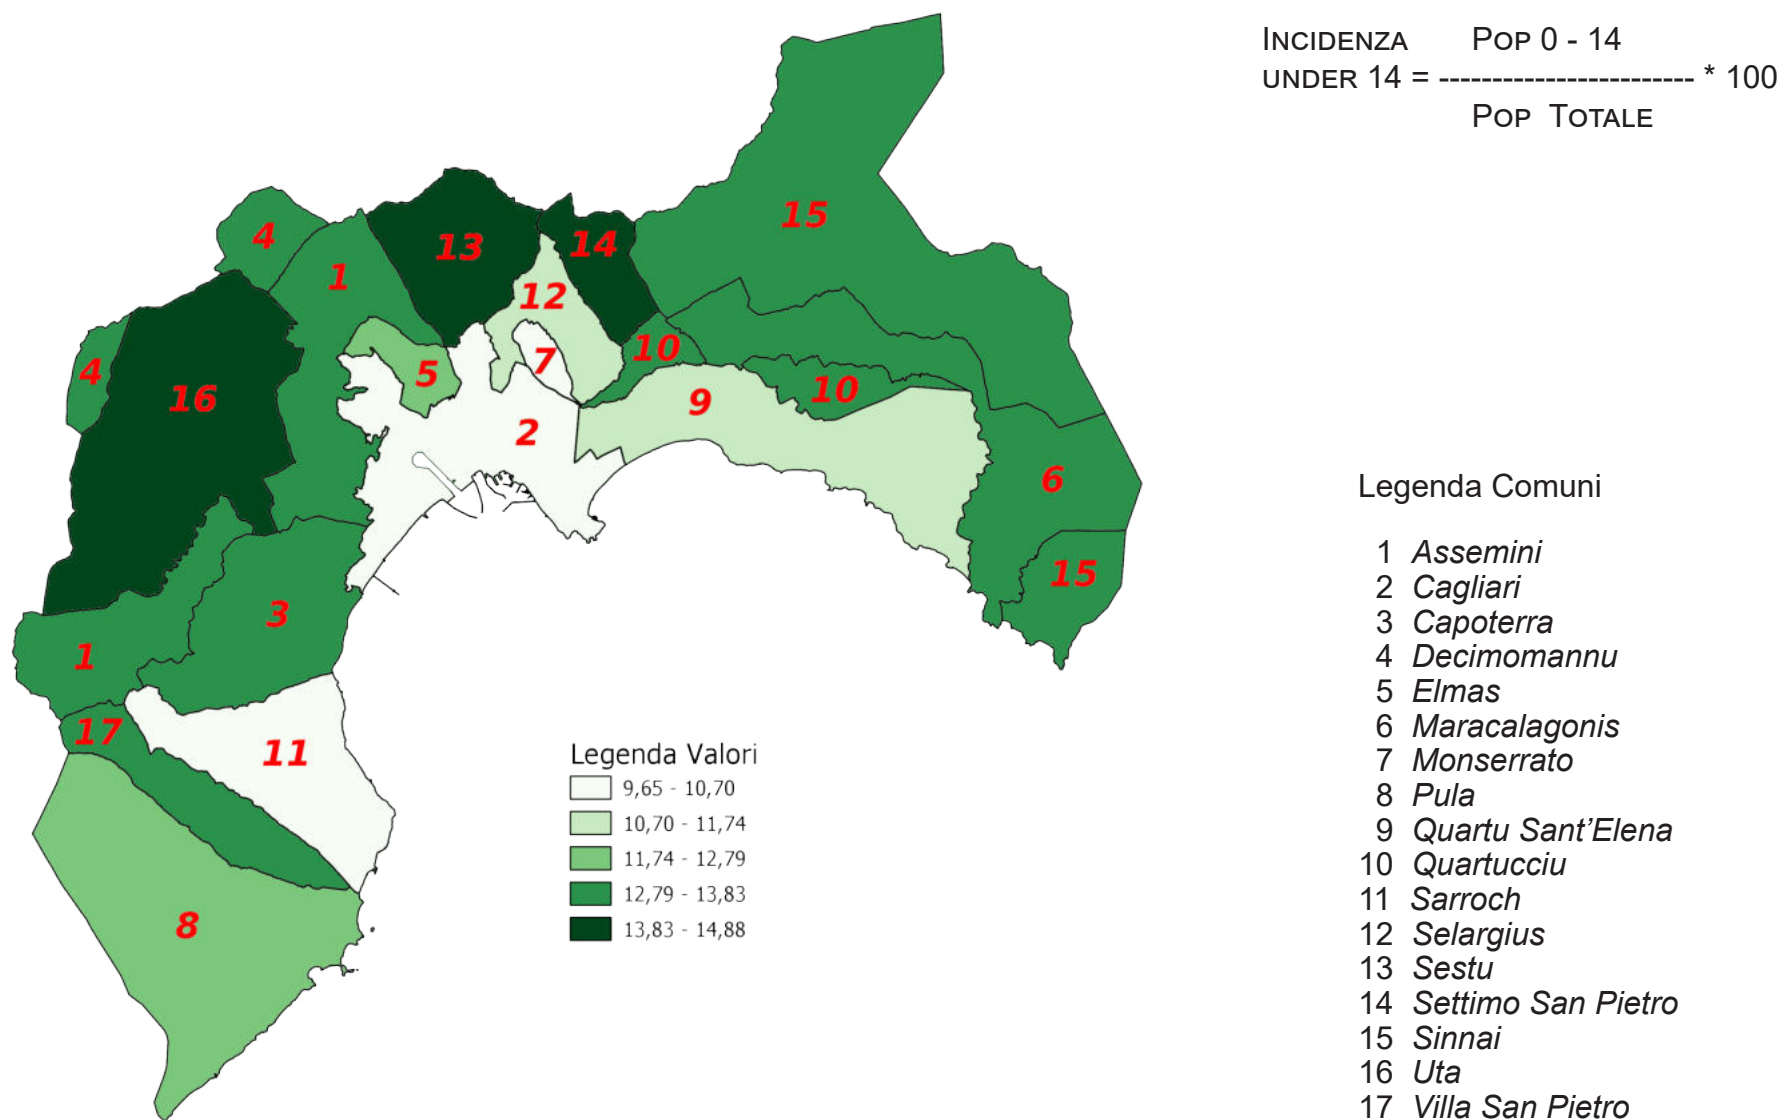 INCIDENZA POP 0 - 14
UNDER 14 = ------------------------ * 100
POP TOTALE
15
4
13
14
1
12
10
7
5
4
16
10
9
2
6
15
3
1
17
11
8
Legenda Valori
9,65 - 10,70
10,70 - 11,74
11,74 - 12,79
12,79 - 13,83
13,83 - 14,88
Legenda Comuni
1 Assemini
2 Cagliari
3 Capoterra
4 Decimomannu
5 Elmas
6 Maracalagonis
7 Monserrato
8 Pula
9 Quartu Sant’Elena
10 Quartucciu
11 Sarroch
12 Selargius
13 Sestu
14 Settimo San Pietro
15 Sinnai
16 Uta
17 Villa San Pietro